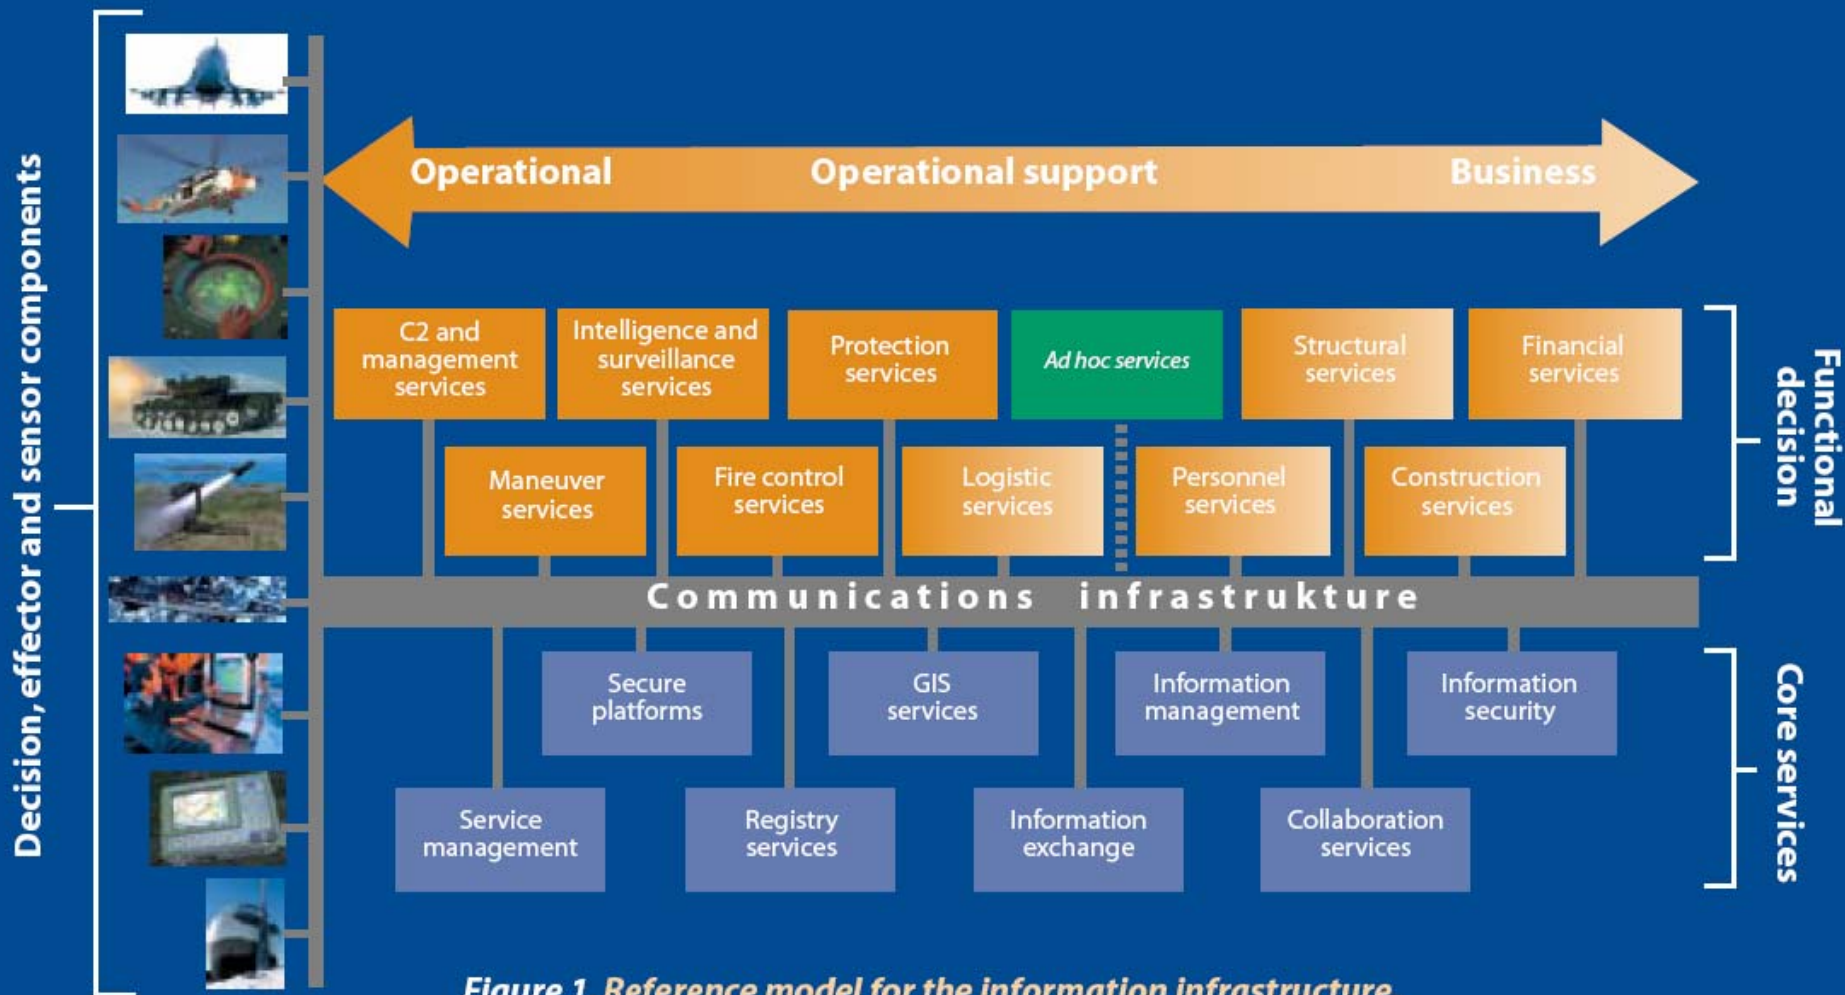 Decision, effector and sensor components
Operational
Operational support
Business
C2 and
management
services
Intelligence and
surveillance
services
Protection
services
Ad hoc services
Structural
services
Financial
services
Maneuver
services
Fire control
services
Logistic
services
Personnel
services
Construction
services
Functional
decision
Communications infrastrukture
Secure
platforms
GIS
services
Information
management
Information
security
Service
management
Registry
services
Information
exchange
Collaboration
services
Core services
Figure 1 Reference model for the information infrastructure